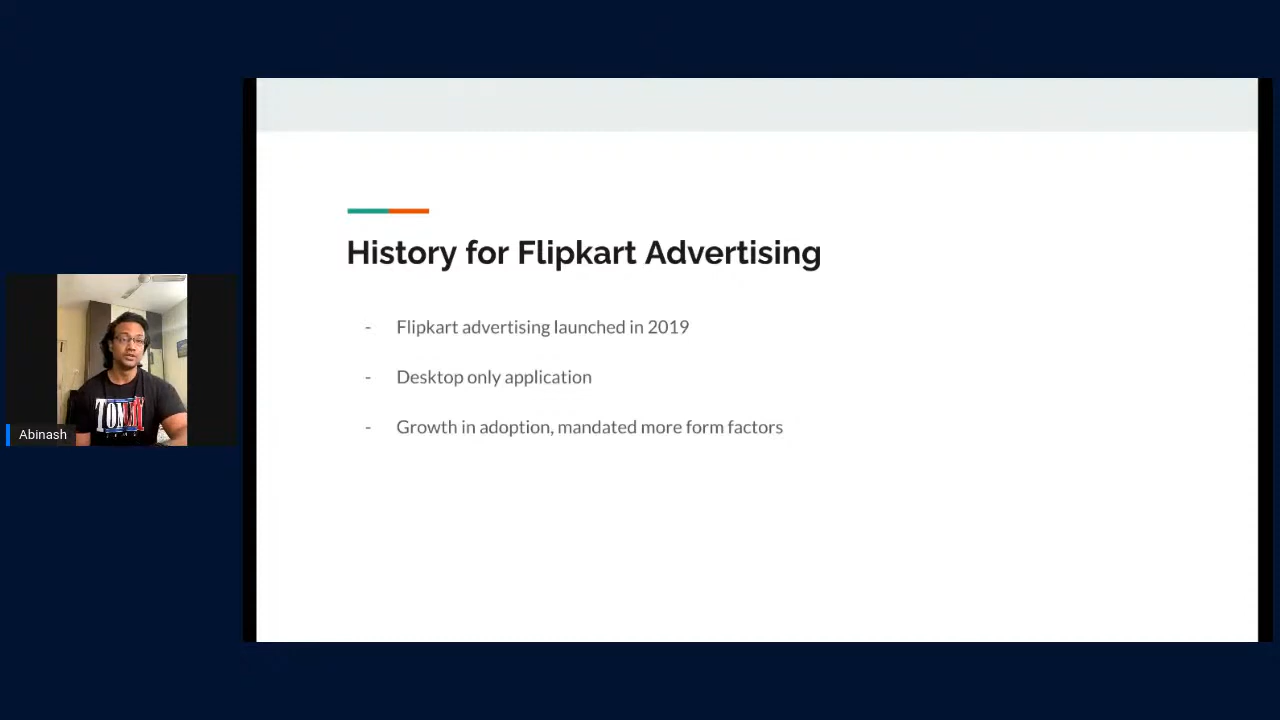 History for Flipkart Advertising
- Flipkart advertising launched in 2019
- Desktop only application
- Growth in adoption, mandated more form factors
TOMMY
Abinash